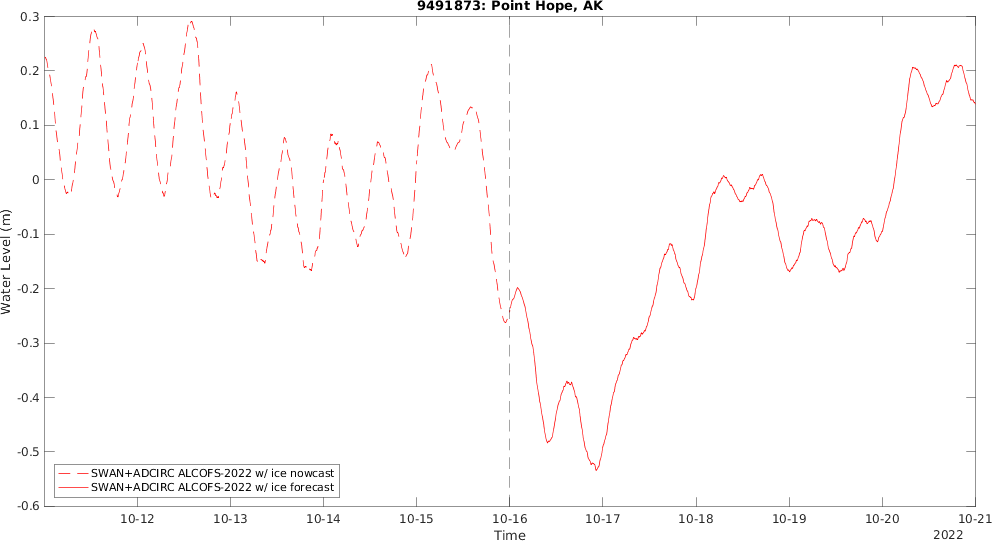 9491873: Point Hope, AK
0.3
0.2
0.1
0
-0.1
-0.2
-0.3
-0.4
-0.5
-0.6
Water Level (m)
SWAN+ADCIRC ALCOFS-2022 w/ ice nowcast
SWAN+ADCIRC ALCOFS-2022 w/ ice forecast
10-12 10-13 10-14 10-15 10-16 10-17 10-18 10-19 10-20 10-21
Time
2022